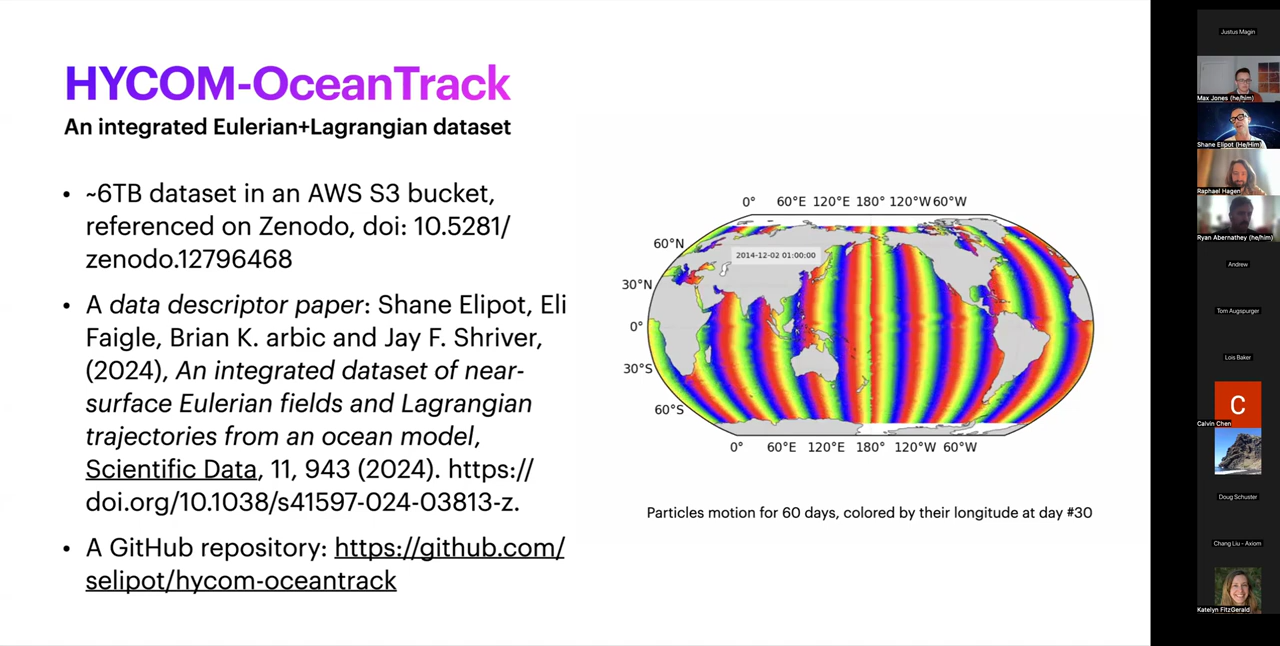 HYCOM-OceanTrack
An integrated Eulerian+Lagrangian dataset
• ~6TB dataset in an AWS S3 bucket,
referenced on Zenodo, doi: 10.5281/
zenodo.12796468
• A data descriptor paper: Shane Elipot, Eli
Faigle, Brian K. arbic and Jay F. Shriver,
(2024), An integrated dataset of near-
surface Eulerian fields and Lagrangian
trajectories from an ocean model,
Scientific Data, 11, 943 (2024). https://
doi.org/10.1038/s41597-024-03813-z.
• A GitHub repository: https://github.com/
selipot/hycom-oceantrack
0° 60°E 120°E 180° 120°W 60°W
60°N
2014-12-02 01:00:00
30°N
0°
30°S
60°S
0° 60°E 120°E 180° 120°W 60°W
Particles motion for 60 days, colored by their longitude at day #30
Justus Magin
Max Jones (he/him)
Shane Elipot (He/Him)
Raphael Hagen
Ryan Abernathey (he/him)
Andrew
Tom Augspurger
Lois Baker
C
Calvin Chen
Doug Schuster
Chang Liu - Axiom
Katelyn FitzGerald